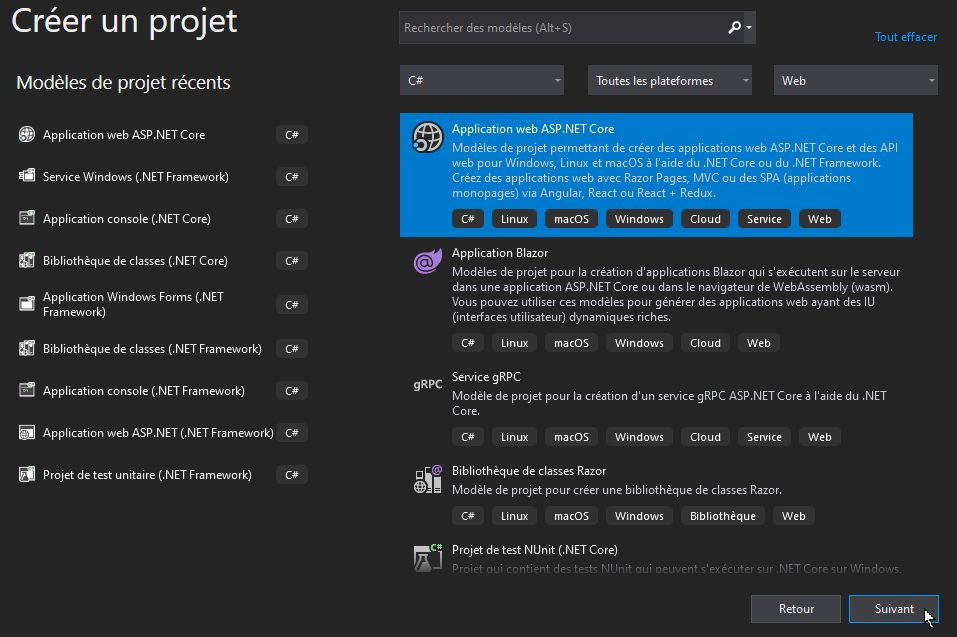 Créer un projet
Rechercher des modèles (Alt+S)
Tout effacer
Modèles de projet récents
C#
Toutes les plateformes
Web
Application web ASP.NET Core
C#
Service Windows (.NET Framework)
C#
Application console (.NET Core)
C#
Bibliothèque de classes (.NET Core)
C#
Application Windows Forms (.NET
Framework)
C#
Bibliothèque de classes (.NET Framework)
C#
Application console (.NET Framework)
C#
Application web ASP.NET (.NET Framework)
C#
Projet de test unitaire (.NET Framework)
C#
Application web ASP.NET Core
Modèles de projet permettant de créer des applications web ASP.NET Core et des API
web pour Windows, Linux et macOS à l'aide du .NET Core ou du .NET Framework.
Créez des applications web avec Razor Pages, MVC ou des SPA (applications
monopages) via Angular, React ou React + Redux.
C# Linux macOS Windows Cloud Service Web
Application Blazor
Modèles de projet pour la création d'applications Blazor qui s'exécutent sur le serveur
dans une application ASP.NET Core ou dans le navigateur de WebAssembly (wasm).
Vous pouvez utiliser ces modèles pour générer des applications web ayant des IU
(interfaces utilisateur) dynamiques riches.
C# Linux macOS Windows Cloud Web
gRPC
Service gRPC
Modèle de projet pour la création d'un service gRPC ASP.NET Core à l'aide du .NET
Core.
C# Linux macOS Windows Cloud Service Web
Bibliothèque de classes Razor
Modèle de projet pour créer une bibliothèque de classes Razor.
C# Linux macOS Windows Bibliothèque Web
C#
Projet de test NUnit (.NET Core)
Projet qui contient des tests NUnit qui peuvent s'exécuter sur .NET Core sur Windows,
Retour
Suivant